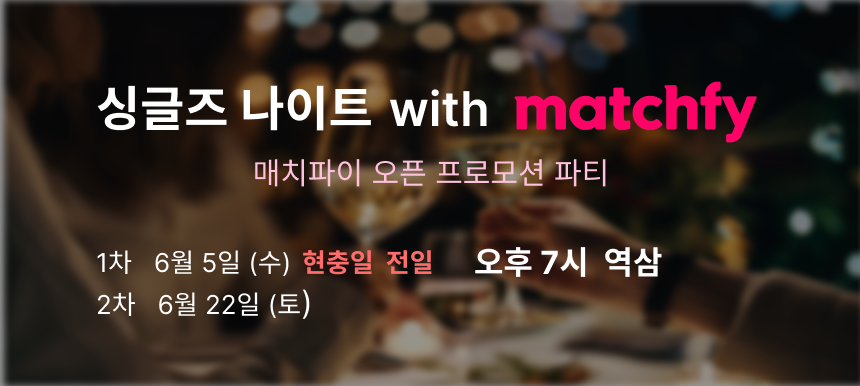 싱글즈 나이트 with matchfy
매치파이 오픈 프로모션 파티
1차 6월 5일 (수) 현충일 전일 오후 7시 역삼
2차 6월 22일 (토)